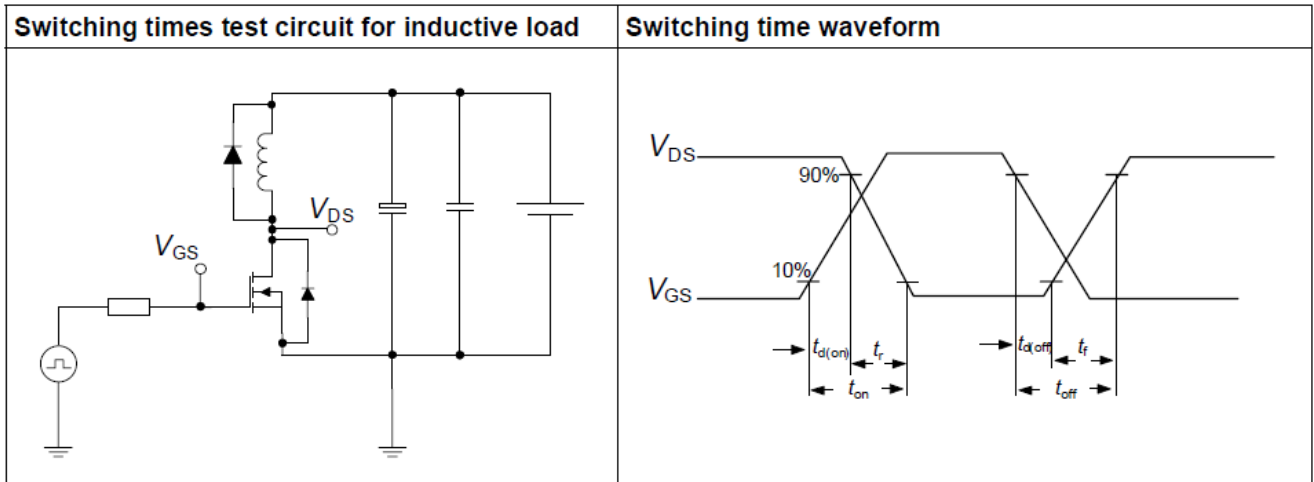 Switching times test circuit for inductive load
Switching time waveform
VDS
VGS
VDS
90%
10%
VGS
td(on)
tr
ton
td(off)
tf
toff